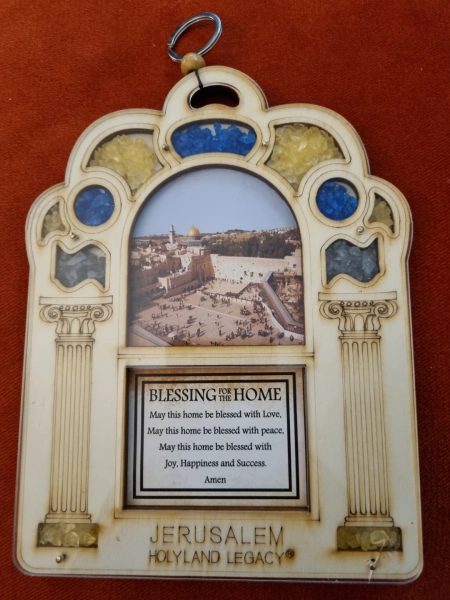 BLESSING FOR THE HOME
May this home be blessed with Love,
May this home be blessed with peace,
May this home be blessed with
Joy, Happiness and Success.
Amen
JERUSALEM
HOLYLAND LEGACY®